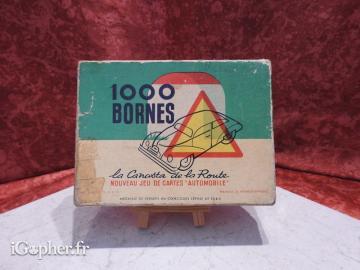 1000
BORNES
La Canasta de la Route
NOUVEAU JEU DE CARTES "AUTOMOBILE"
iGopher.fr